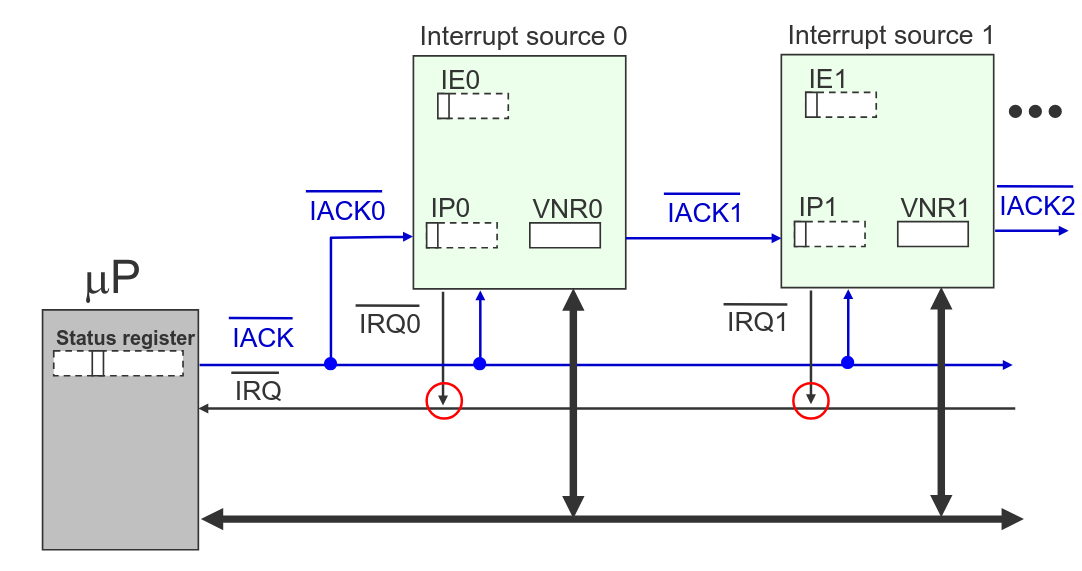 Interrupt source 0
Interrupt source 1
IE0
IE1
IACK0
IP0
VNR0
IACK1
IP1
VNR1
IACK2
μP
IRQ0
IRQ1
Status register
IACK
IRQ